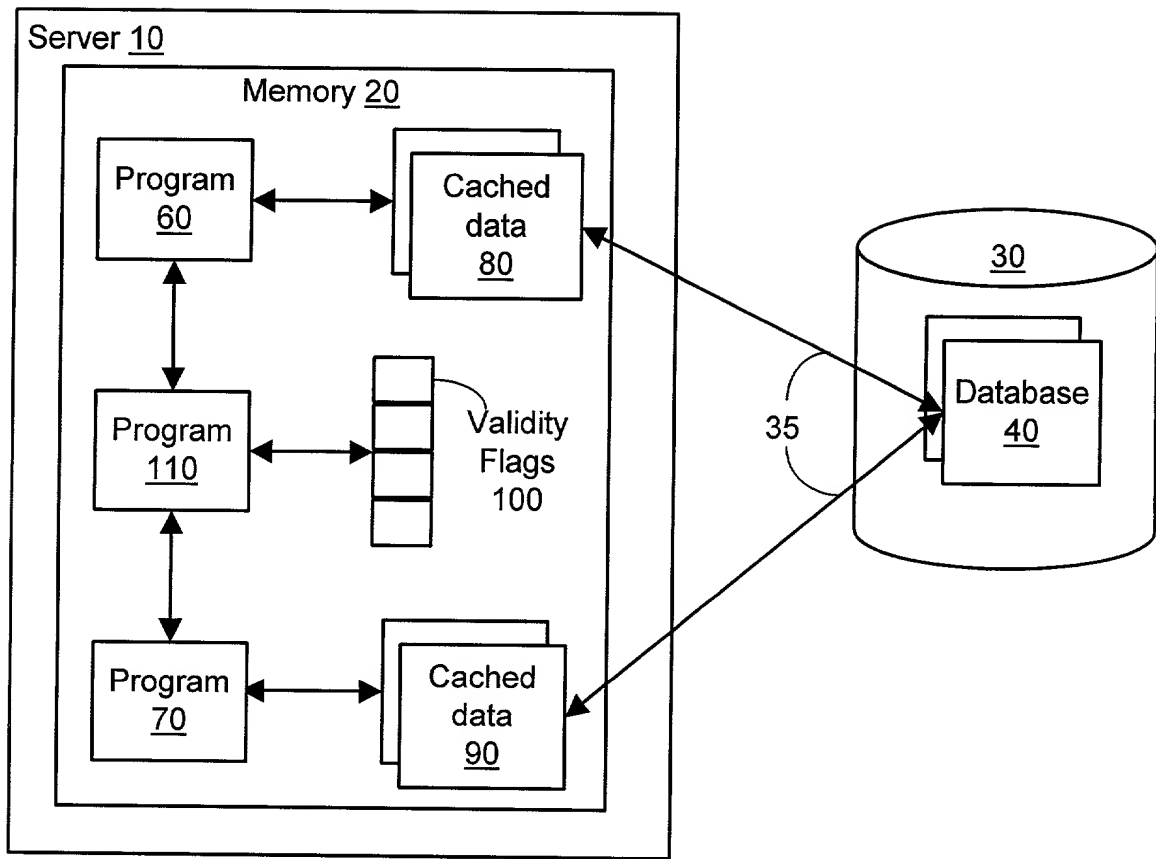 Server 10
Memory 20
Program
60
Cached
data
80
30
Database
40
35
Program
110
Validity
Flags
100
Program
70
Cached
data
90